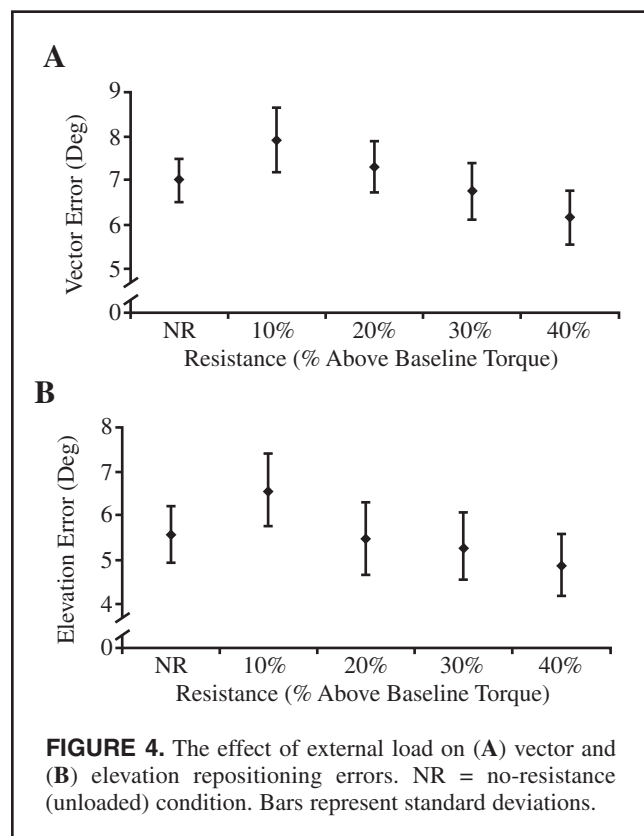 A
Vector Error (Deg)
9
8
7
6
5
0
NR 10% 20% 30% 40%
Resistance (% Above Baseline Torque)
B
Elevation Error (Deg)
8
7
6
5
4
0
NR 10% 20% 30% 40%
Resistance (% Above Baseline Torque)
FIGURE 4. The effect of external load on (A) vector and
(B) elevation repositioning errors. NR = no-resistance
(unloaded) condition. Bars represent standard deviations.